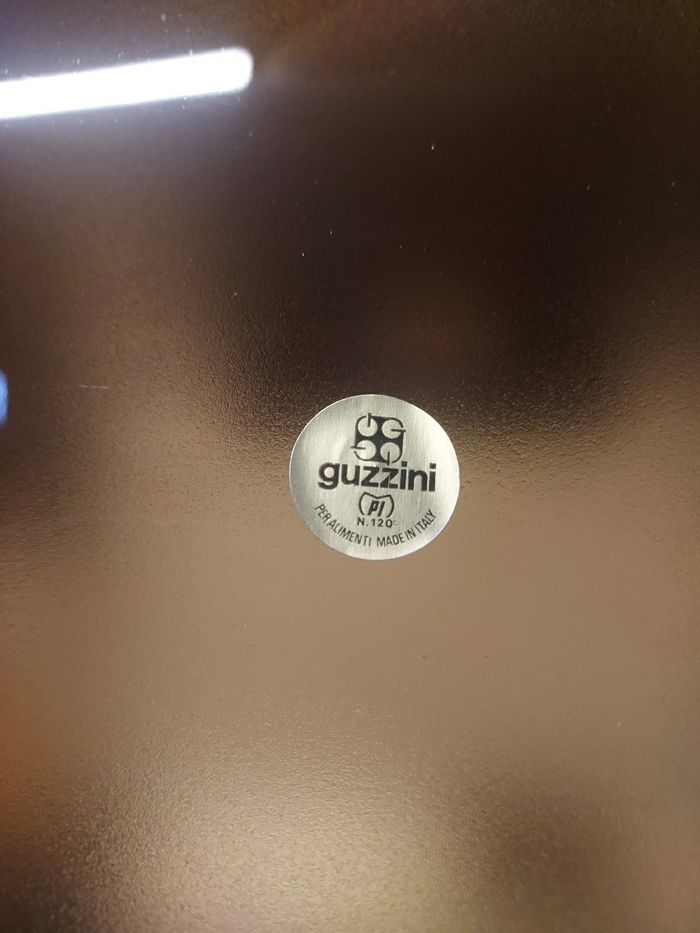 guzzini
PI
N. 120
PER ALIMENTI MADE IN ITALY